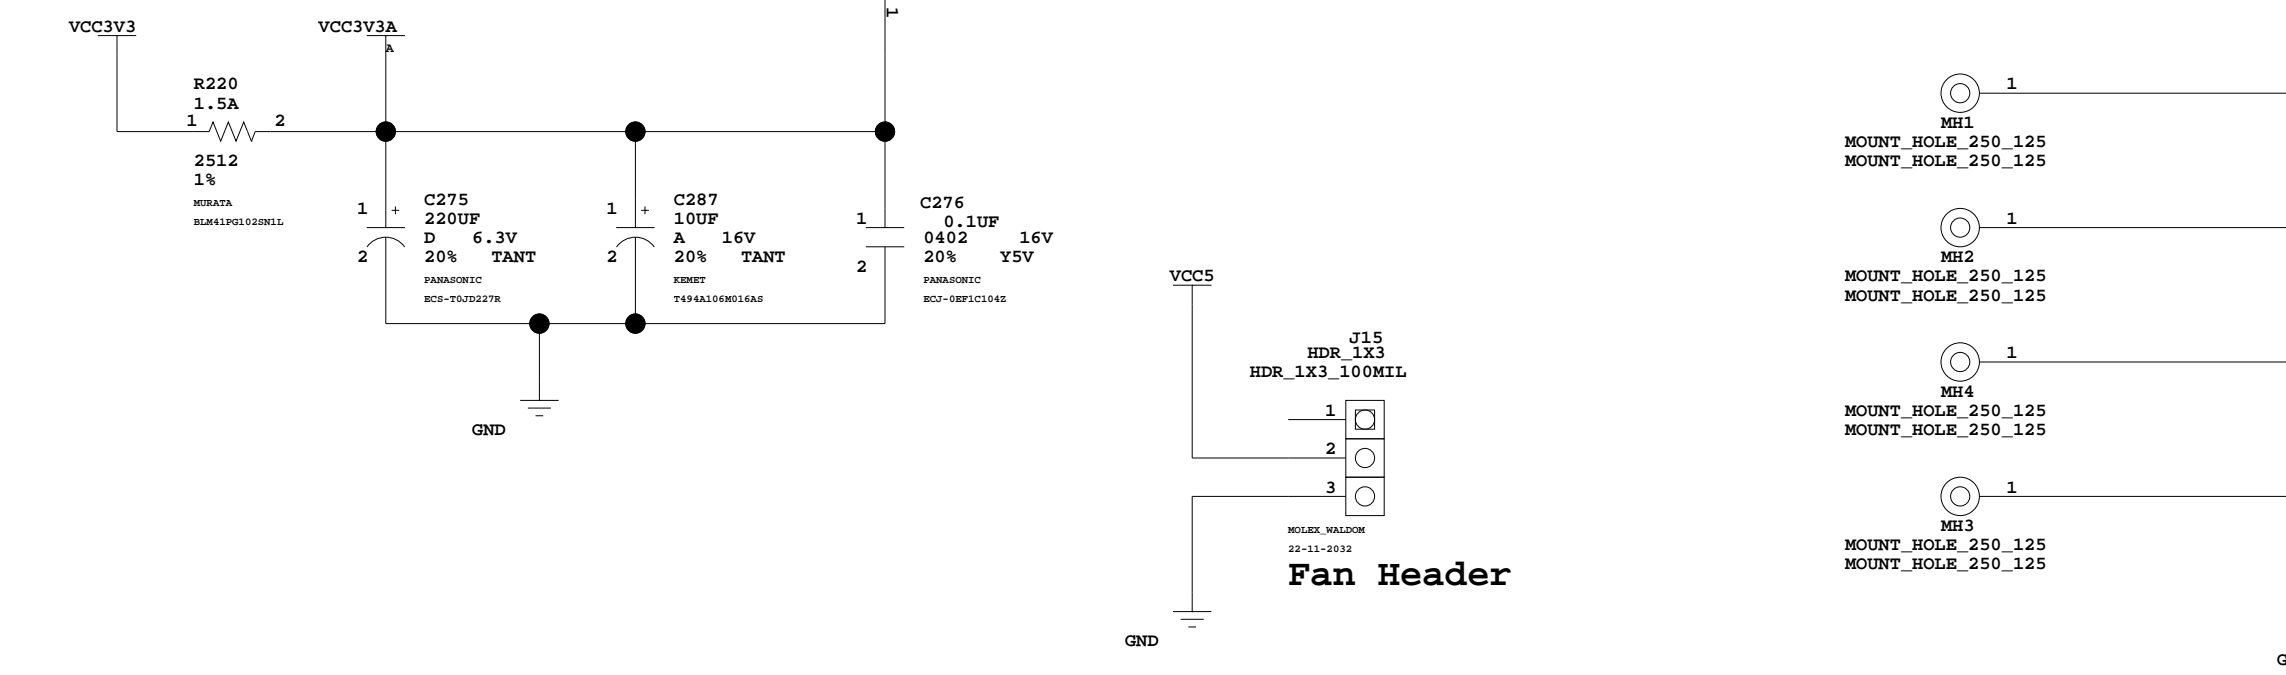 VCC3V3
VCC3V3A
A
1
R220
1.5A
1
2
2512
1%
MURATA
BLM41PG102SN1L
1
+
2
C275
220UF
D 6.3V
20% TANT
PANASONIC
ECS-T0JD227R
1
+
2
C287
10UF
A 16V
20% TANT
KEMET
T494A106M016AS
1
2
C276
0.1UF
0402 16V
20% Y5V
PANASONIC
ECJ-0EF1C104Z
GND
VCC5
J15
HDR_1X3
HDR_1X3_100MIL
1
2
3
MOLEX_WALDOM
22-11-2032
Fan Header
GND
1
MH1
MOUNT_HOLE_250_125
MOUNT_HOLE_250_125
1
MH2
MOUNT_HOLE_250_125
MOUNT_HOLE_250_125
1
MH4
MOUNT_HOLE_250_125
MOUNT_HOLE_250_125
1
MH3
MOUNT_HOLE_250_125
MOUNT_HOLE_250_125